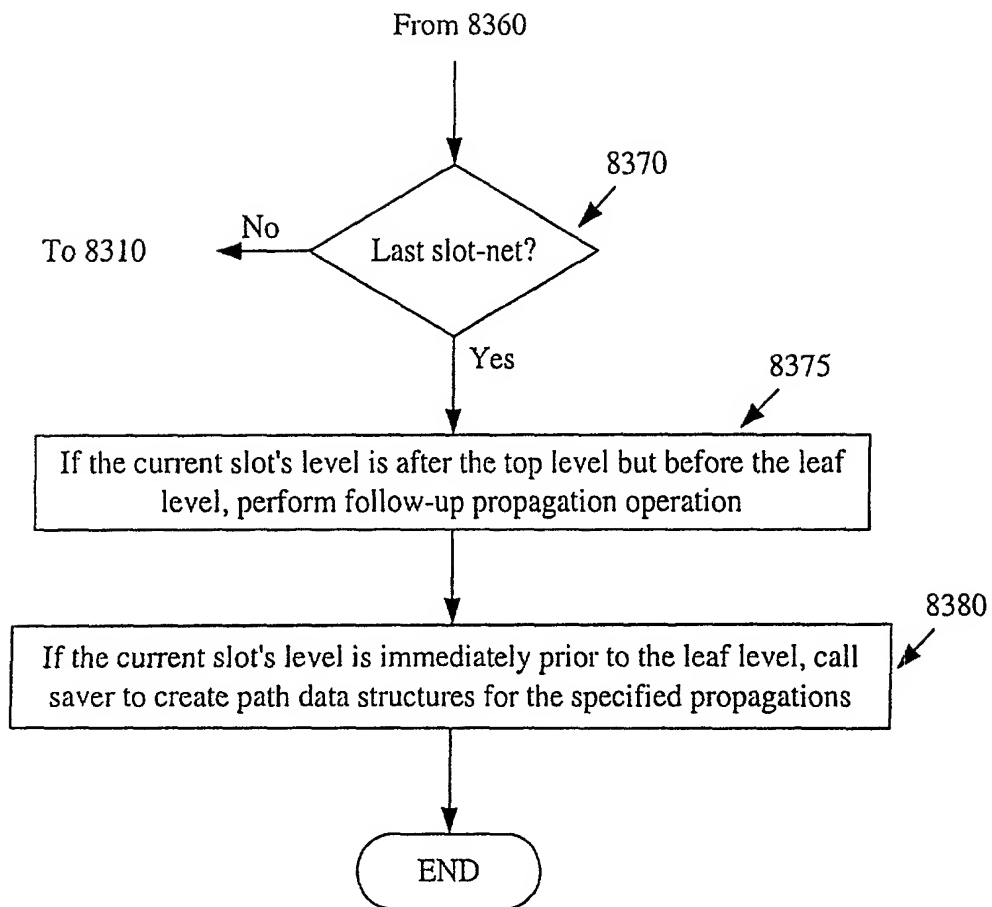 From 8360
8370
No
To 8310
Last slot-net?
Yes
8375
If the current slot's level is after the top level but before the leaf
level, perform follow-up propagation operation
8380
If the current slot's level is immediately prior to the leaf level, call
saver to create path data structures for the specified propagations
END